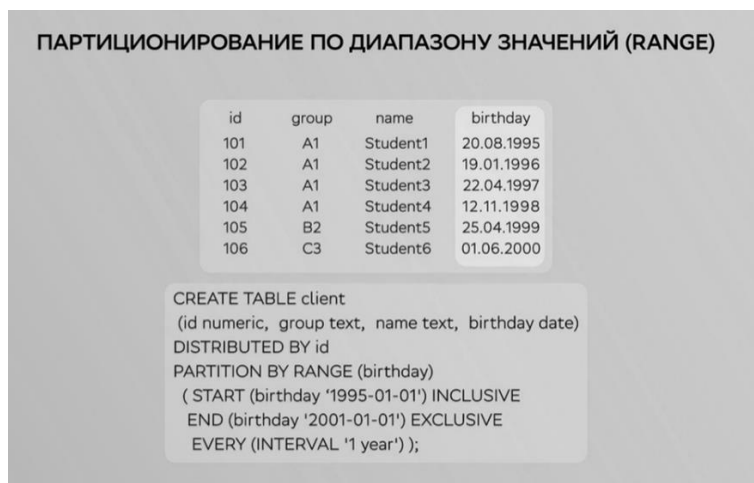 ПАРТИЦИОНИРОВАНИЕ ПО ДИАПАЗОНУ ЗНАЧЕНИЙ (RANGE)
id group name birthday
101 A1 Student1 20.08.1995
102 A1 Student2 19.01.1996
103 A1 Student3 22.04.1997
104 A1 Student4 12.11.1998
105 B2 Student5 25.04.1999
106 C3 Student6 01.06.2000
CREATE TABLE client
(id numeric, group text, name text, birthday date)
DISTRIBUTED BY id
PARTITION BY RANGE (birthday)
( START (birthday ‘1995-01-01') INCLUSIVE
END (birthday '2001-01-01') EXCLUSIVE
EVERY (INTERVAL '1 year') );